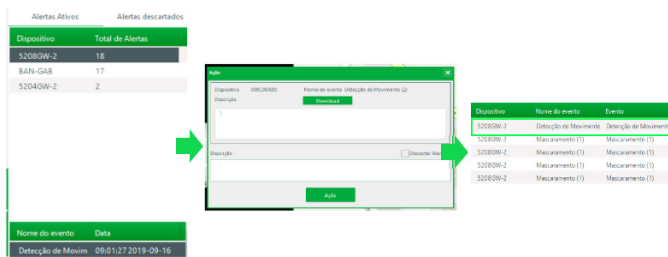 Alertas Ativos Alertas descartados
Dispositivo Total de Alertas
5208GW-2 18
BAN-GAB 17
5204GW-2 2
Nome do evento Data
Detecção de Movim 09:01:27 2019-09-16
Ação
Dispositivo Nome do evento Detecção de Movimento (2)
Descrição Download
Descrição Descartar
Ação
Dispositivo Nome do evento Evento
5208GW-2 Detecção de Movimento Detecção de Movimento
5208GW-2 Mascaramento (1) Mascaramento (1)
5208GW-2 Mascaramento (1) Mascaramento (1)
5208GW-2 Mascaramento (1) Mascaramento (1)
5208GW-2 Mascaramento (1) Mascaramento (1)